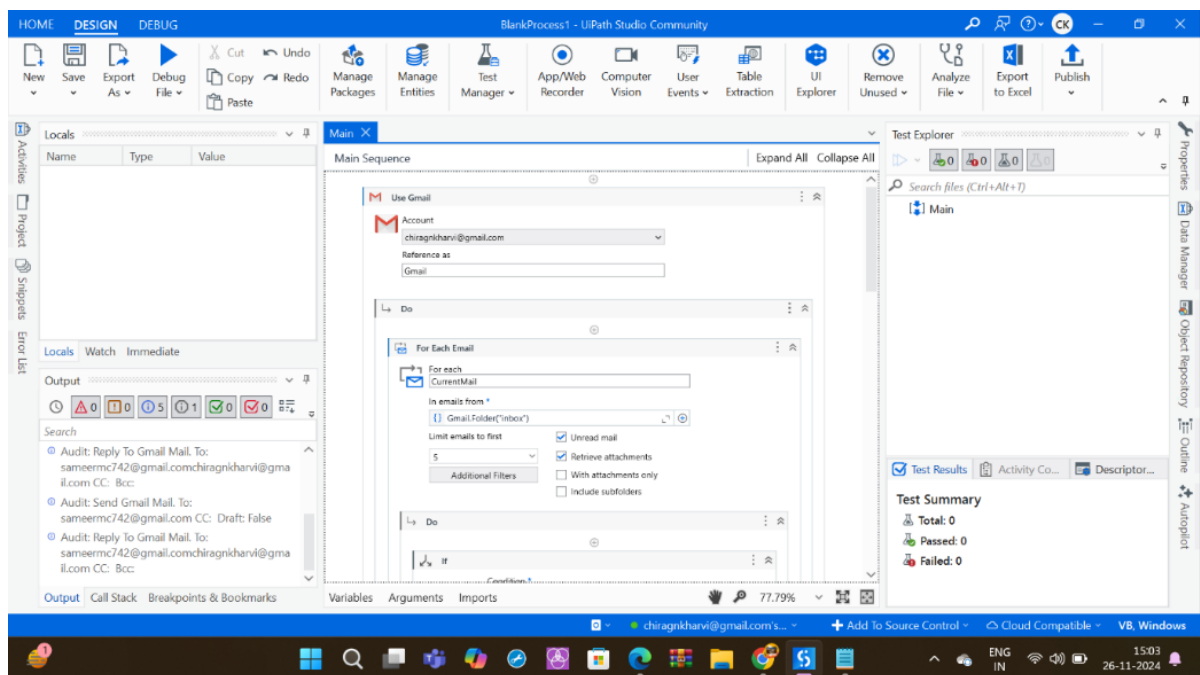 HOME DESIGN DEBUG BlankProcess1 - UiPath Studio Community CK
New Save Export As Debug File Cut Copy Paste Undo Redo Manage Packages Manage Entities Test Manager App/Web Recorder Computer Vision User Events Table Extraction UI Explorer Remove Unused Analyze File Export to Excel Publish
Activities
Project
Snippets
Error List
Locals
Name Type Value
Locals Watch Immediate
Output
0 0 5 1 0 0
Search
Audit: Reply To Gmail Mail. To:
sameermc742@gmail.comchiragnkharvi@gma
il.com CC: Bcc:
Audit: Send Gmail Mail. To:
sameermc742@gmail.com CC: Draft: False
Audit: Reply To Gmail Mail. To:
sameermc742@gmail.comchiragnkharvi@gma
il.com CC: Bcc:
Output Call Stack Breakpoints & Bookmarks
Main
Main Sequence Expand All Collapse All
Use Gmail
Account
chiragnkharvi@gmail.com
Reference as
Gmail
Do
For Each Email
For each
CurrentMail
In emails from *
{} Gmail.Folder("inbox")
Limit emails to first Unread mail
5 Retrieve attachments
Additional Filters With attachments only
Include subfolders
Do
If
Condition *
Variables Arguments Imports 77.79%
Test Explorer
0 0 0 0
Search files (Ctrl+Alt+T)
Main
Test Results Activity Co... Descriptor...
Test Summary
Total: 0
Passed: 0
Failed: 0
Properties
Data Manager
Object Repository
Outline
Autopilot
chiragnkharvi@gmail.com's... Add To Source Control Cloud Compatible VB, Windows
1 ENG 15:03
IN 26-11-2024